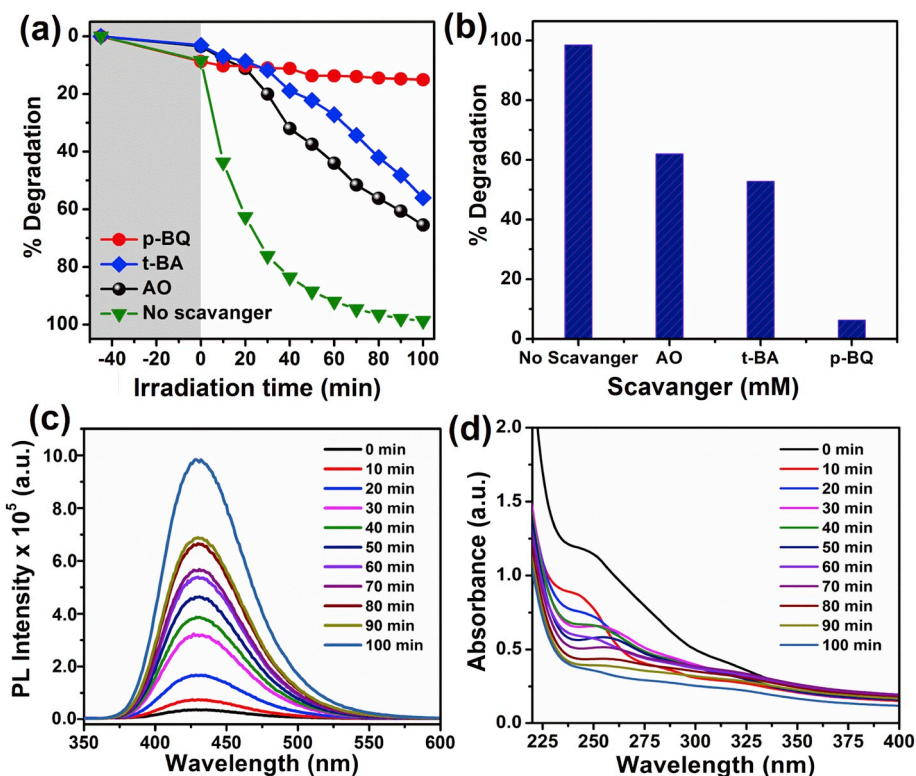 (a)
% Degradation
0
20
40
60
80
100
p-BQ
t-BA
AO
No scavanger
-40 -20 0 20 40 60 80 100
Irradiation time (min)
(b)
% Degradation
100
80
60
40
20
0
No Scavanger AO t-BA p-BQ
Scavanger (mM)
(c)
PL Intensity x 10⁵ (a.u.)
10.0
8.0
6.0
4.0
2.0
0.0
0 min
10 min
20 min
30 min
40 min
50 min
60 min
70 min
80 min
90 min
100 min
350 400 450 500 550 600
Wavelength (nm)
(d)
Absorbance (a.u.)
2.0
1.5
1.0
0.5
0.0
0 min
10 min
20 min
30 min
40 min
50 min
60 min
70 min
80 min
90 min
100 min
225 250 275 300 325 350 375 400
Wavelength (nm)